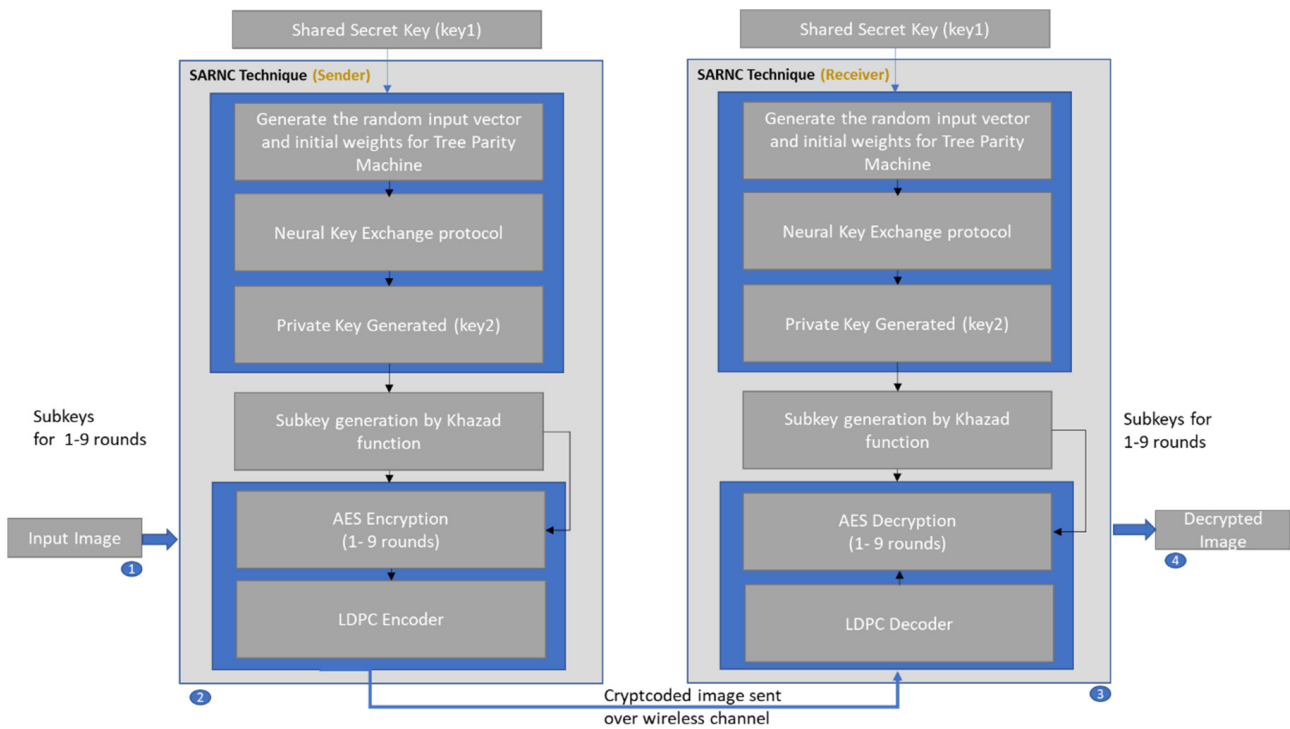 Shared Secret Key (key1)
SARNC Technique (Sender)
Generate the random input vector
and initial weights for Tree Parity
Machine
Neural Key Exchange protocol
Private Key Generated (key2)
Subkey generation by Khazad
function
Subkeys
for 1-9 rounds
AES Encryption
(1- 9 rounds)
LDPC Encoder
Input Image
1
2
Cryptcoded image sent
over wireless channel
Shared Secret Key (key1)
SARNC Technique (Receiver)
Generate the random input vector
and initial weights for Tree Parity
Machine
Neural Key Exchange protocol
Private Key Generated (key2)
Subkey generation by Khazad
function
Subkeys for
1-9 rounds
AES Decryption
(1- 9 rounds)
LDPC Decoder
3
Decrypted
Image
4